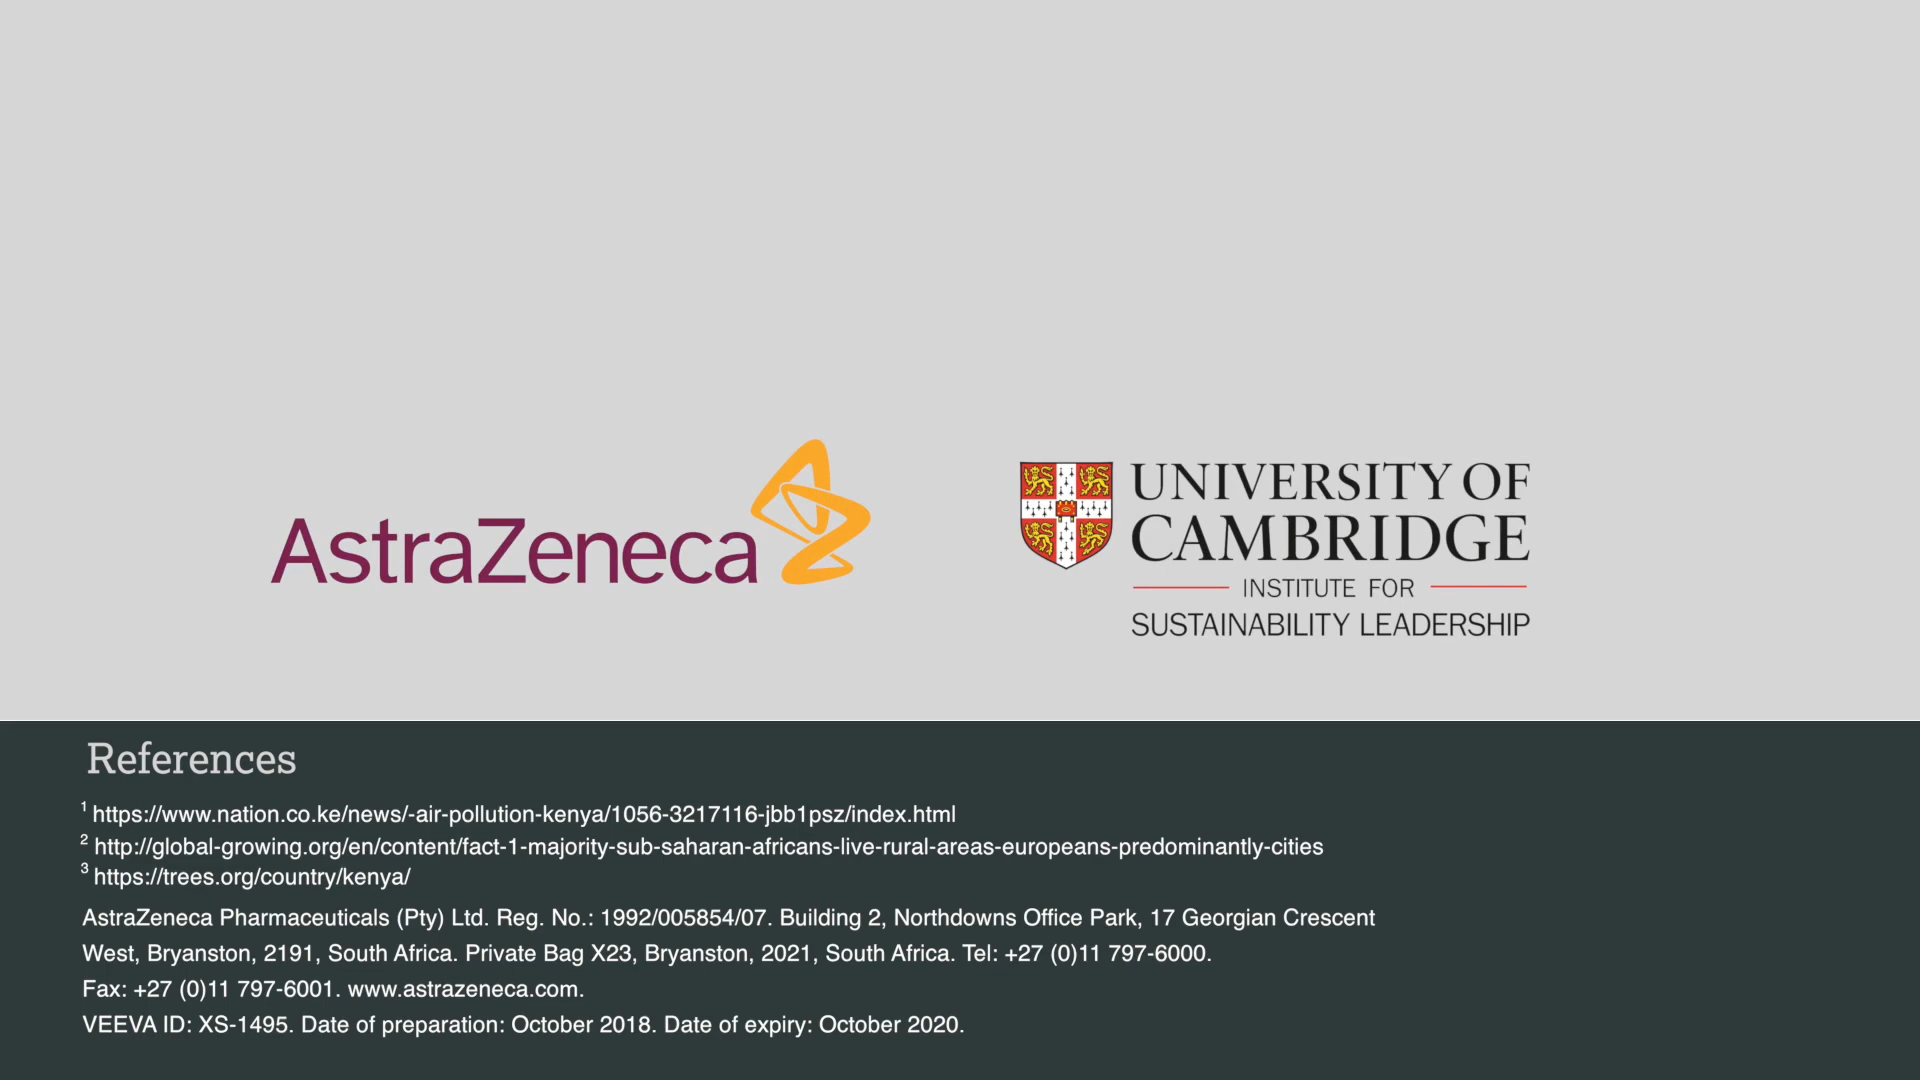 AstraZeneca
UNIVERSITY OF
CAMBRIDGE
INSTITUTE FOR
SUSTAINABILITY LEADERSHIP
References
1 https://www.nation.co.ke/news/-air-pollution-kenya/1056-3217116-jbb1psz/index.html
2 http://global-growing.org/en/content/fact-1-majority-sub-saharan-africans-live-rural-areas-europeans-predominantly-cities
3 https://trees.org/country/kenya/
AstraZeneca Pharmaceuticals (Pty) Ltd. Reg. No.: 1992/005854/07. Building 2, Northdowns Office Park, 17 Georgian Crescent
West, Bryanston, 2191, South Africa. Private Bag X23, Bryanston, 2021, South Africa. Tel: +27 (0)11 797-6000.
Fax: +27 (0)11 797-6001. www.astrazeneca.com.
VEEVA ID: XS-1495. Date of preparation: October 2018. Date of expiry: October 2020.